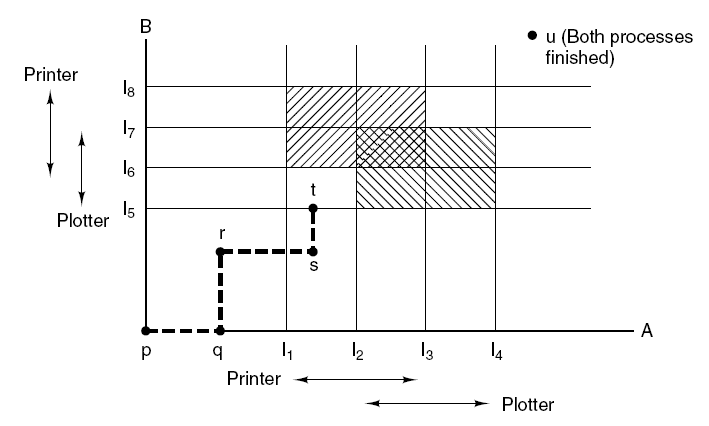 B
u (Both processes
finished)
Printer
I8
I7
I6
I5
Plotter
t
r
s
A
p
q
I1
I2
I3
I4
Printer
Plotter